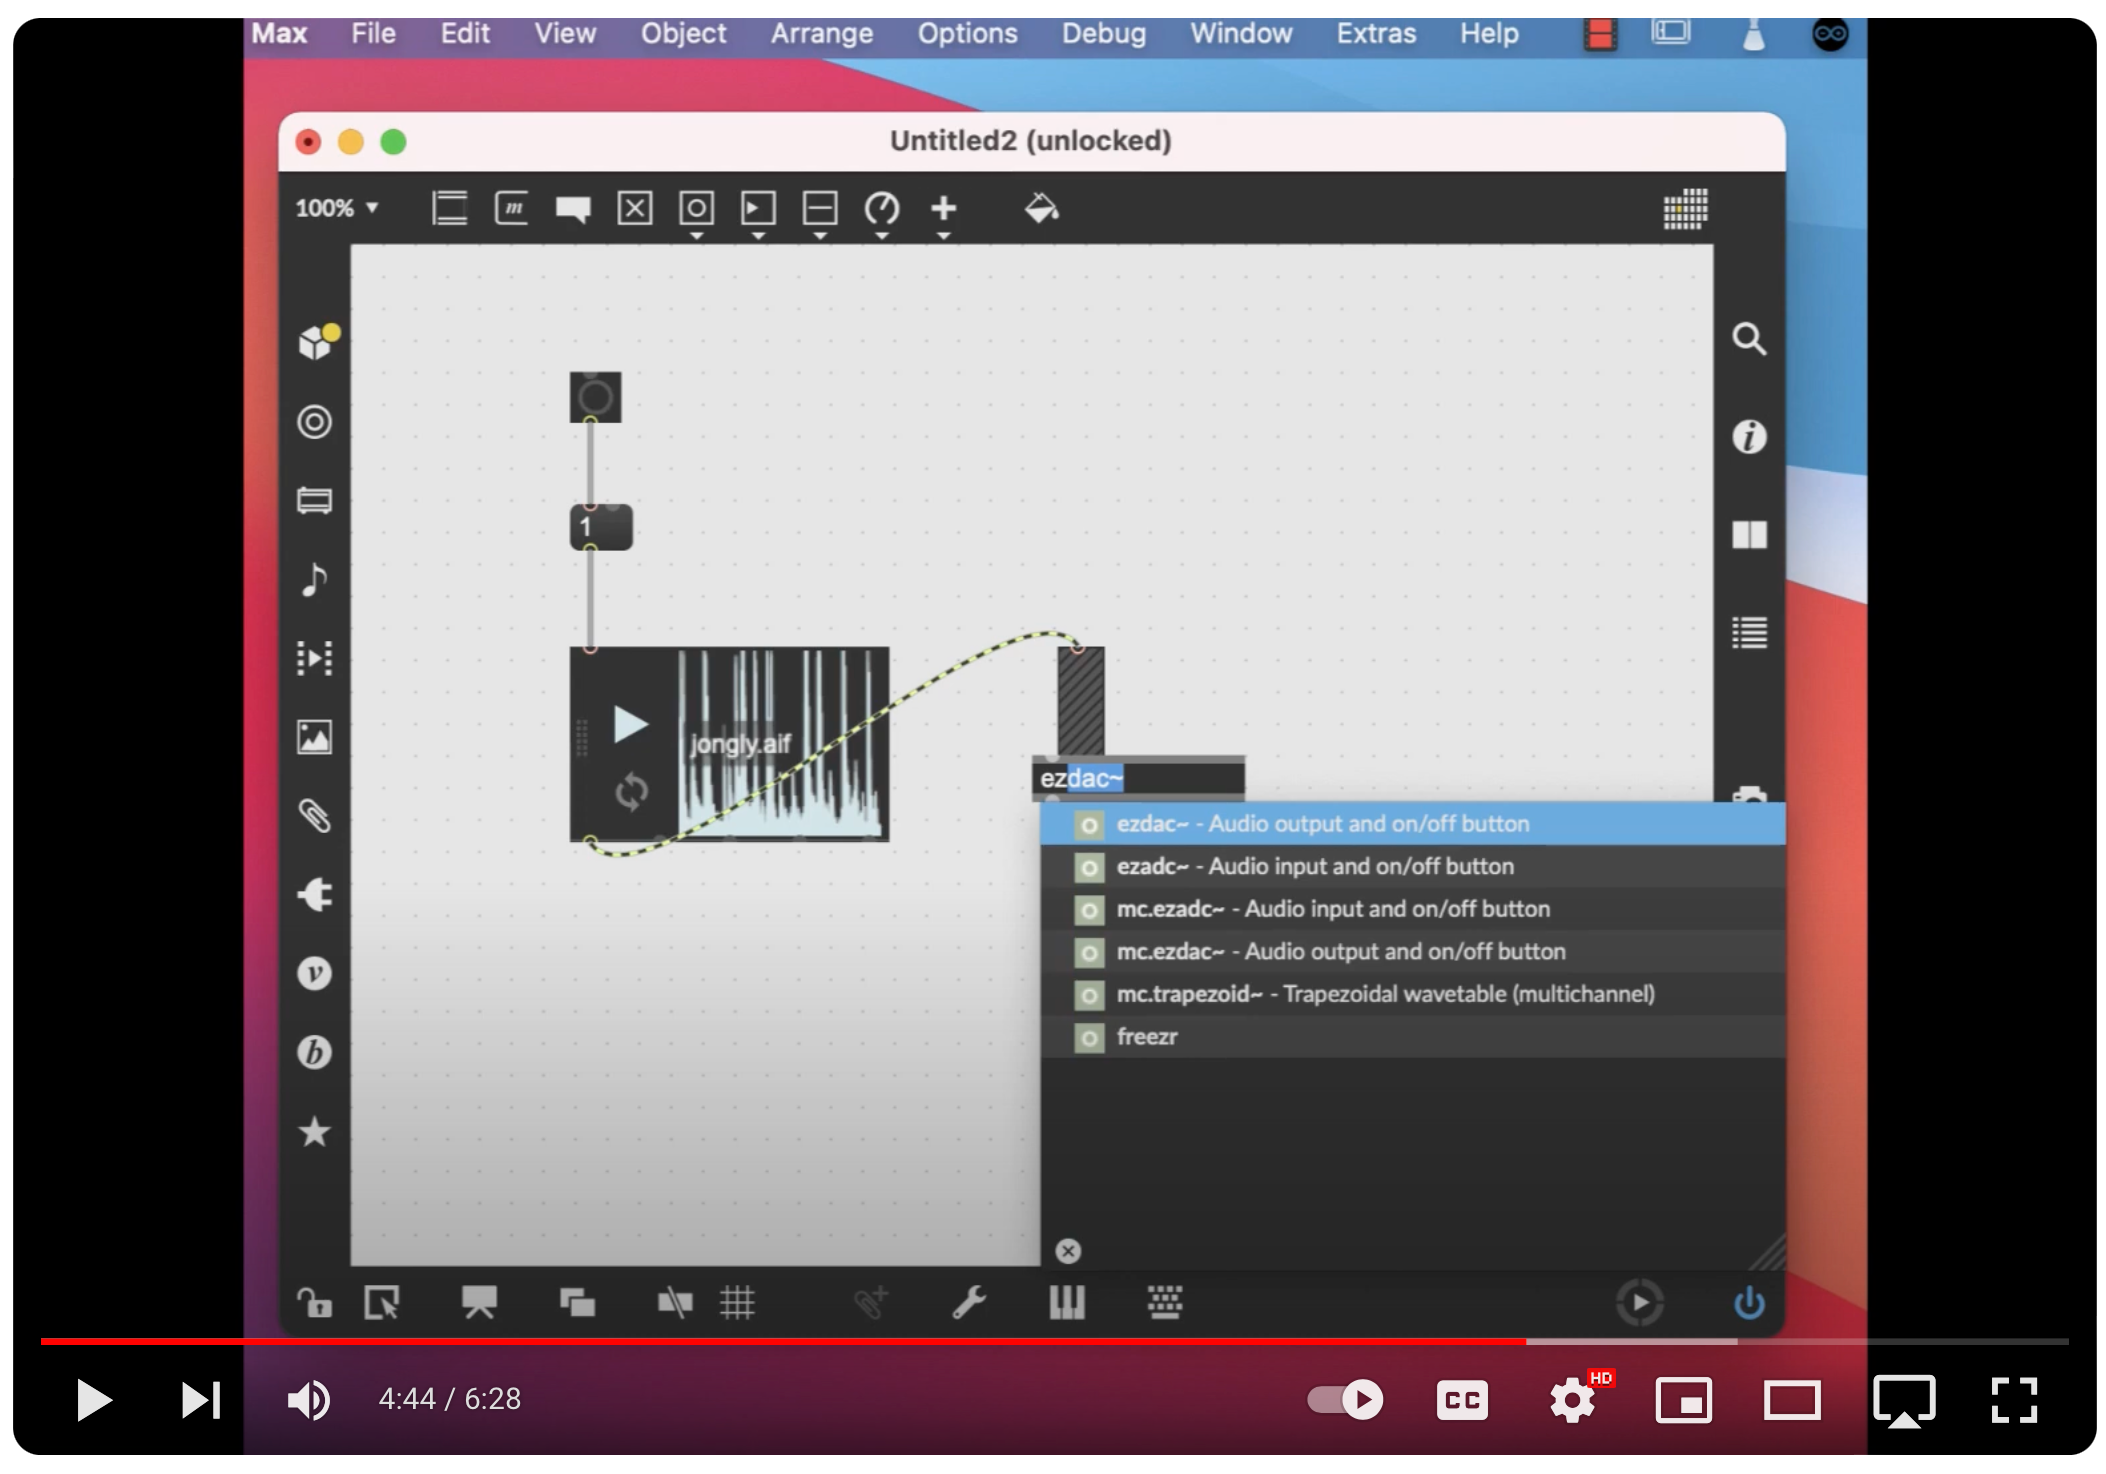 Max File Edit View Object Arrange Options Debug Window Extras Help
Untitled2 (unlocked)
100%
m
i
1
jongly.aif
ezdac~
ezdac~ - Audio output and on/off button
ezadc~ - Audio input and on/off button
mc.ezadc~ - Audio input and on/off button
mc.ezdac~ - Audio output and on/off button
mc.trapezoid~ - Trapezoidal wavetable (multichannel)
freezr
v
b
4:44 / 6:28
CC
HD